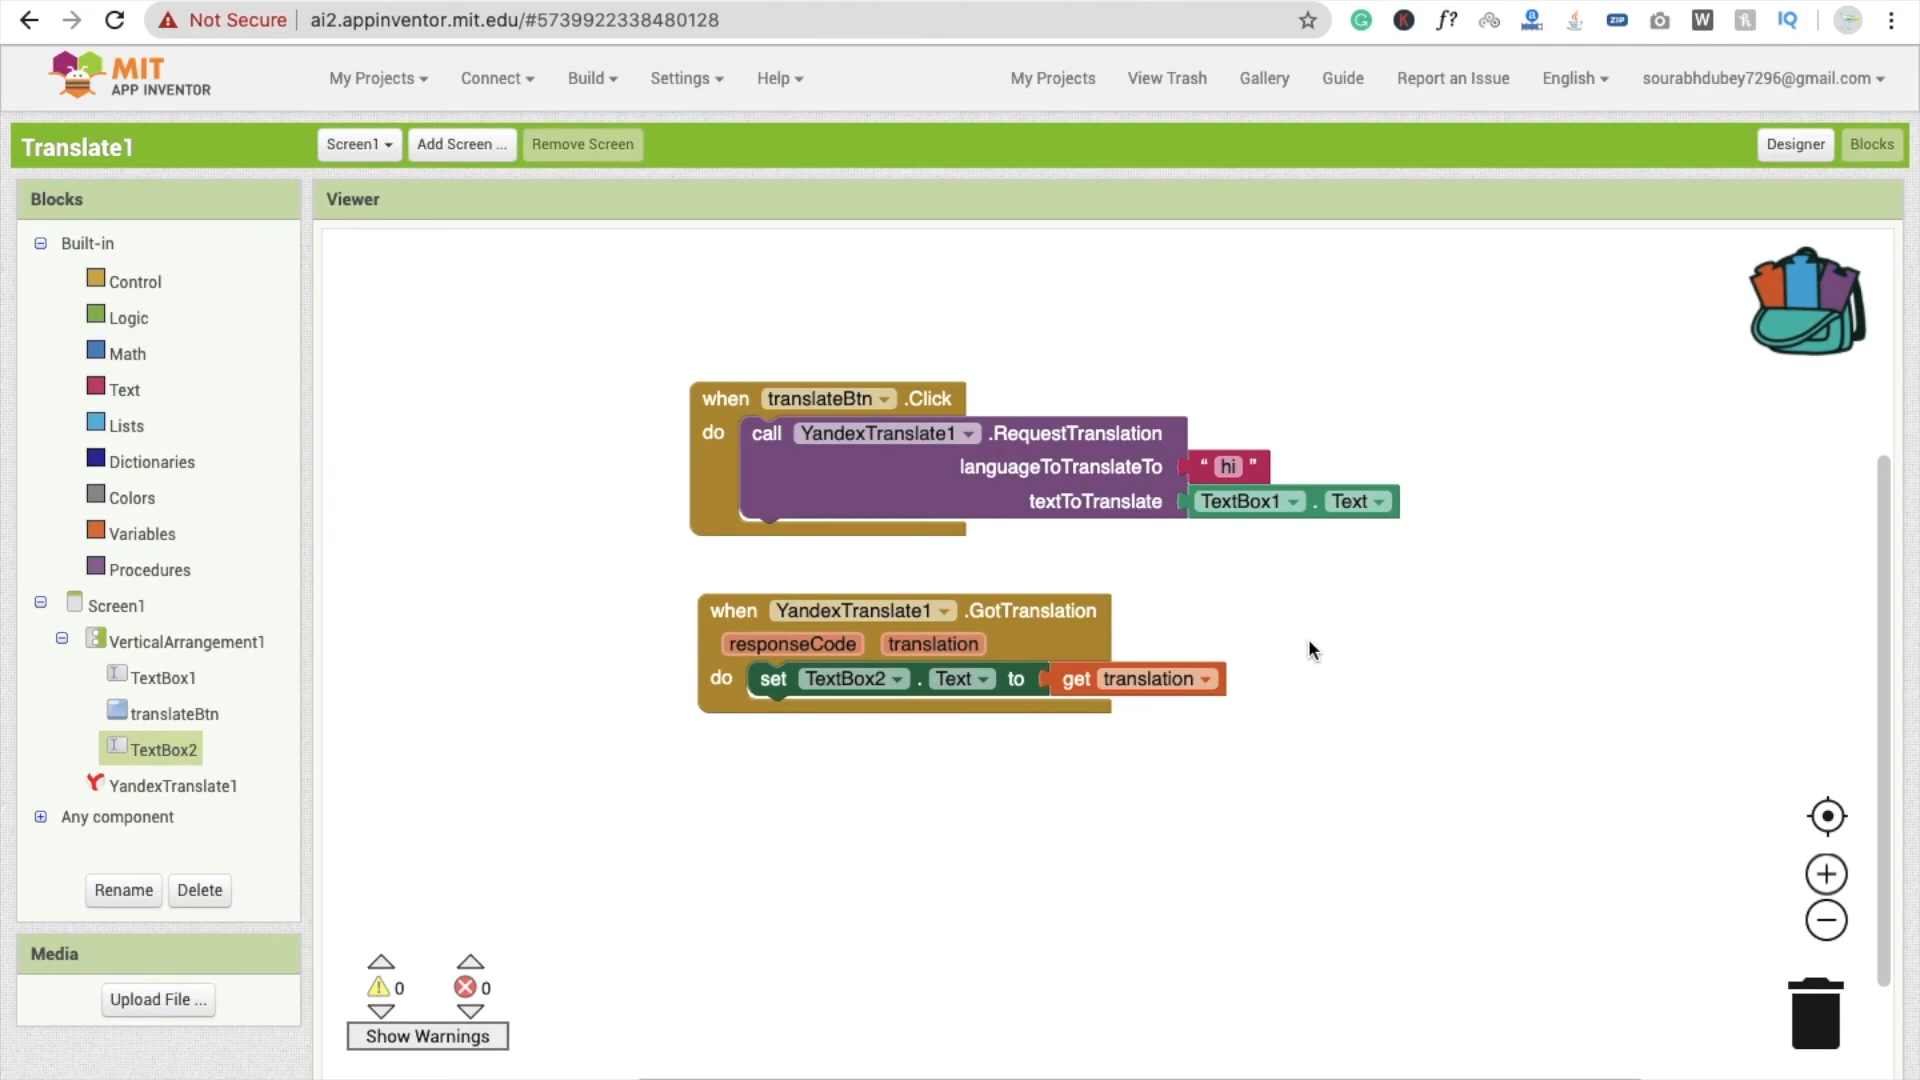 Not Secure ai2.appinventor.mit.edu/#5739922338480128
f? ZIP W IQ
MIT
APP INVENTOR
My Projects Connect Build Settings Help My Projects View Trash Gallery Guide Report an Issue English sourabhdubey7296@gmail.com
Translate1 Screen1 Add Screen ... Remove Screen Designer Blocks
Blocks
Viewer
Built-in
Control
Logic
Math
Text
Lists
Dictionaries
Colors
Variables
Procedures
Screen1
VerticalArrangement1
TextBox1
translateBtn
TextBox2
YandexTranslate1
Any component
Rename Delete
Media
Upload File ...
when translateBtn .Click
do call YandexTranslate1 .RequestTranslation
languageToTranslateTo “ hi ”
textToTranslate TextBox1 . Text
when YandexTranslate1 .GotTranslation
responseCode translation
do set TextBox2 . Text to get translation
0 0
Show Warnings